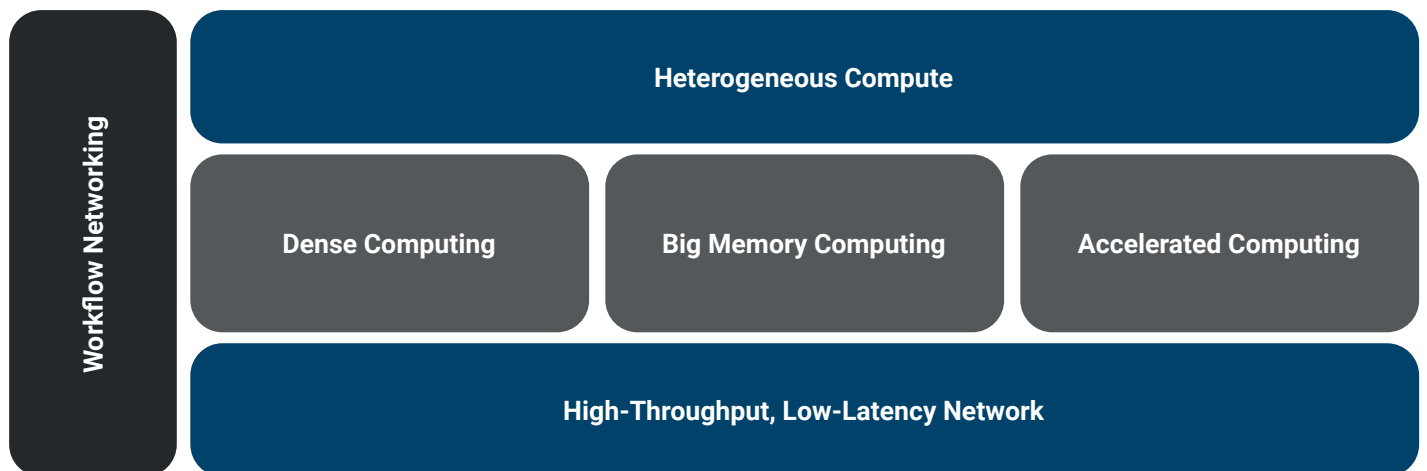 Workflow Networking
Heterogeneous Compute
Dense Computing
Big Memory Computing
Accelerated Computing
High-Throughput, Low-Latency Network